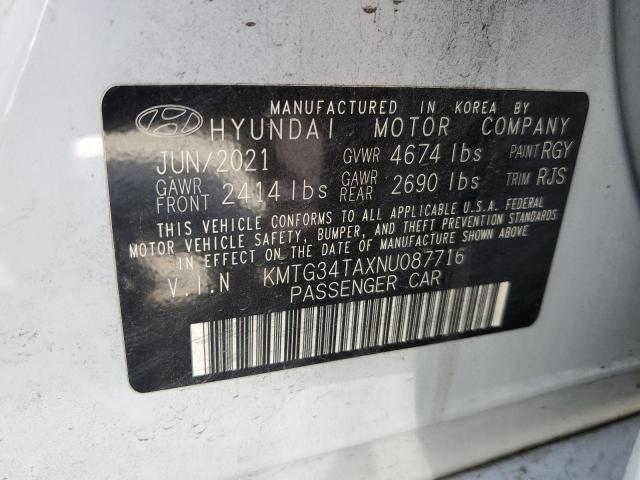 MANUFACTURED IN KOREA BY
HYUNDAI MOTOR COMPANY
JUN/2021 GVWR 4674 lbs PAINT RGY
GAWR FRONT 2414 lbs GAWR REAR 2690 lbs TRIM RJS
THIS VEHICLE CONFORMS TO ALL APPLICABLE U.S.A. FEDERAL
MOTOR VEHICLE SAFETY, BUMPER, AND THEFT PREVENTION STANDARDS
IN EFFECT ON THE DATE OF MANUFACTURE SHOWN ABOVE.
V.I.N KMTG34TAXNU087716
PASSENGER CAR